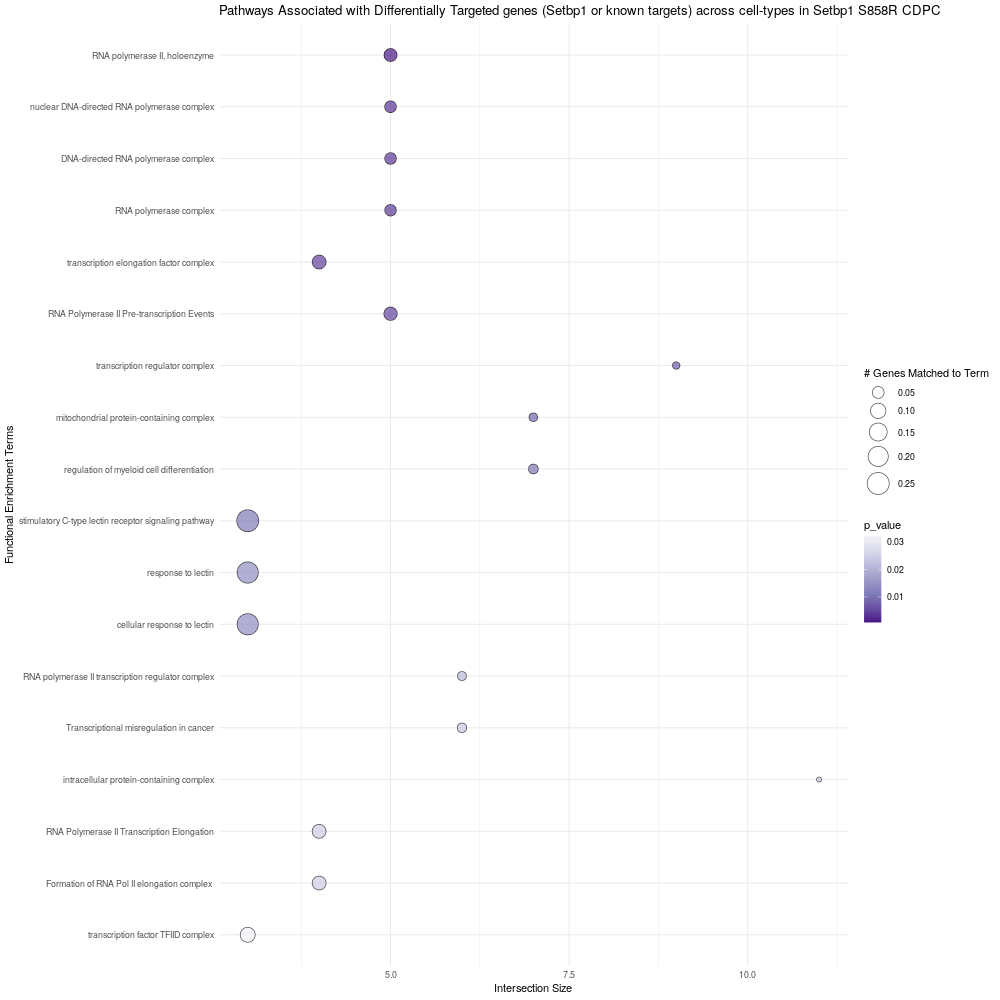 Pathways Associated with Differentially Targeted genes (Setbp1 or known targets) across cell-types in Setbp1 S858R CDPC
RNA polymerase II, holoenzyme
nuclear DNA-directed RNA polymerase complex
DNA-directed RNA polymerase complex
RNA polymerase complex
transcription elongation factor complex
RNA Polymerase II Pre-transcription Events
transcription regulator complex
mitochondrial protein-containing complex
regulation of myeloid cell differentiation
stimulatory C-type lectin receptor signaling pathway
response to lectin
cellular response to lectin
RNA polymerase II transcription regulator complex
Transcriptional misregulation in cancer
intracellular protein-containing complex
RNA Polymerase II Transcription Elongation
Formation of RNA Pol II elongation complex
transcription factor TFIID complex
Functional Enrichment Terms
5.0
7.5
10.0
Intersection Size
# Genes Matched to Term
0.05
0.10
0.15
0.20
0.25
p_value
0.03
0.02
0.01